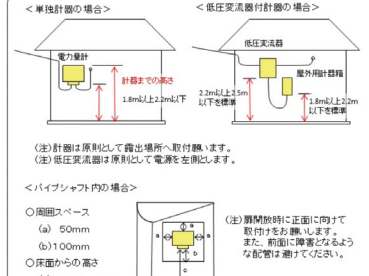 <単独計器の場合>
<低圧変流器付計器の場合>
電力量計
計器までの高さ
1.8m以上2.2m以下
低圧変流器
屋外用計器箱
2.2m以上2.5m
以下を標準
1.8m以上2.2m
以下を標準
(注)計器は原則として露出場所へ取付願います。
(注)低圧変流器は原則として電源を左側とします。
<パイプシャフト内の場合>
○周囲スペース
(a) 50mm
(b)100mm
○床面からの高さ
a
a
b
c
(注)扉開放時に正面に向けて
取付けをお願いします。
また、前面に障害となるよう
な配管は避けてください。